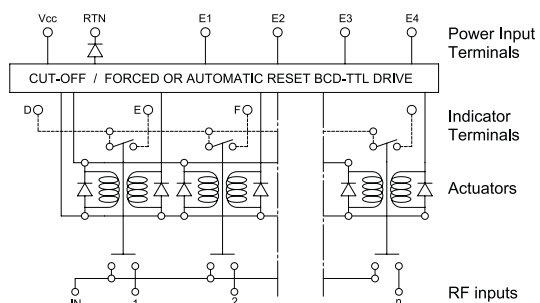 Vcc RTN E1 E2 E3 E4
Power Input
Terminals
CUT-OFF / FORCED OR AUTOMATIC RESET BCD-TTL DRIVE
D E F
Indicator
Terminals
Actuators
IN 1 2 n
RF inputs